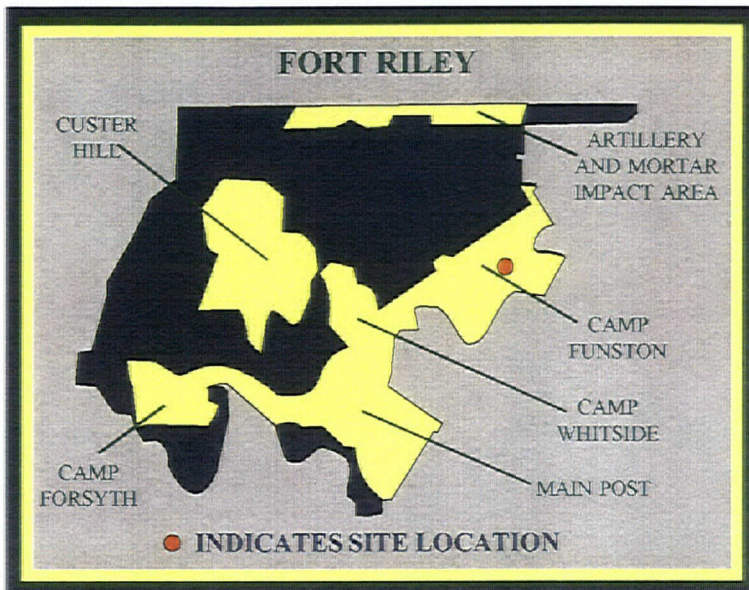 FORT RILEY
CUSTER
HILL
ARTILLERY
AND MORTAR
IMPACT AREA
CAMP
FUNSTON
CAMP
WHITSIDE
MAIN POST
CAMP
FORSYTH
INDICATES SITE LOCATION